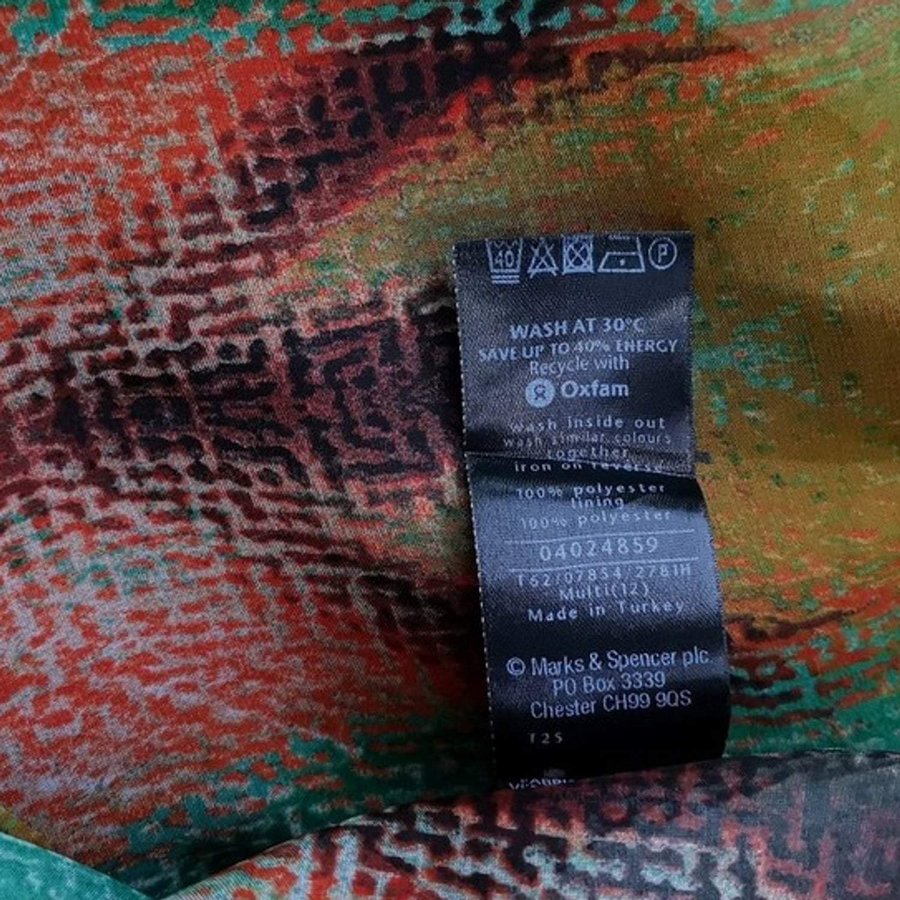 40 P
WASH AT 30°C
SAVE UP TO 40% ENERGY
Recycle with
Oxfam
wash inside out
wash similar colours
together
iron on reverse
100% polyester
lining
100% polyester
04024859
T62/07854/2781H
Multi(12)
Made in Turkey
© Marks & Spencer plc
PO Box 3339
Chester CH99 9QS
T25